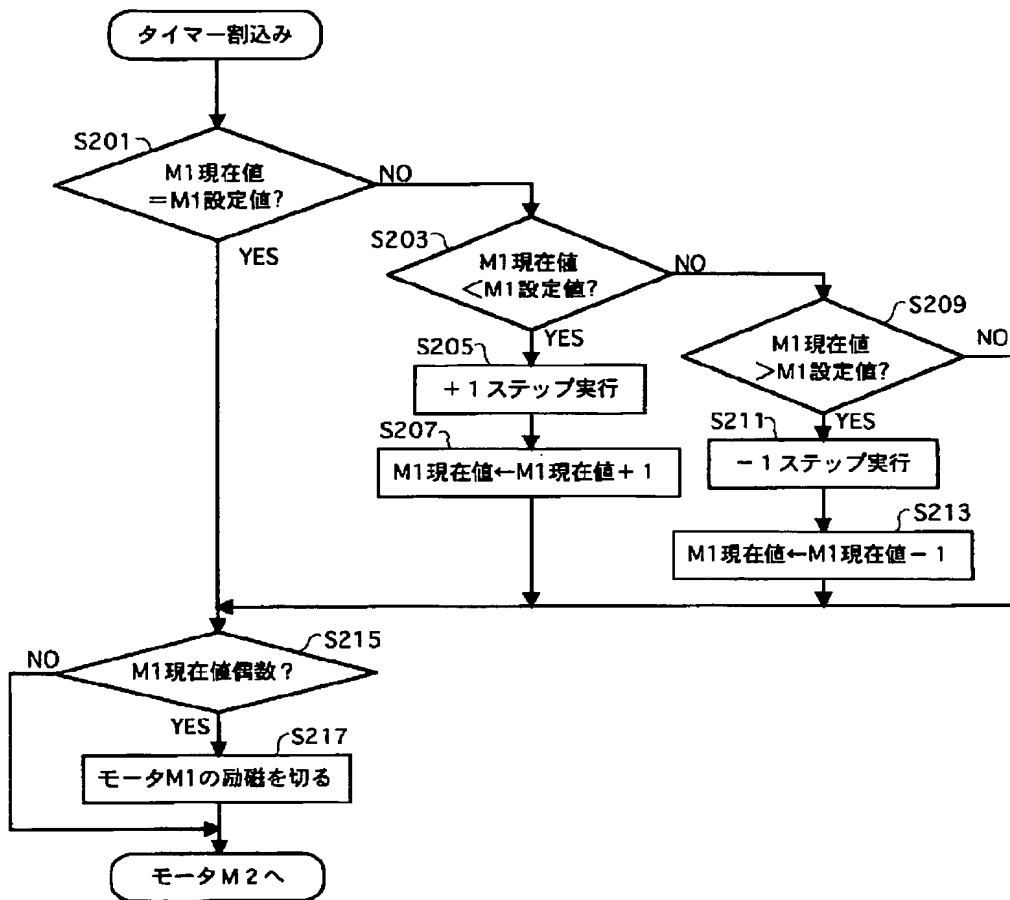 タイマー割込み
S201
M1現在値
=M1設定値?
NO
YES
S203
M1現在値
<M1設定値?
NO
YES
S209
M1現在値
>M1設定値?
NO
YES
S205
+1ステップ実行
S207
M1現在値←M1現在値+1
S211
-1ステップ実行
S213
M1現在値←M1現在値-1
S215
M1現在値偶数?
NO
YES
S217
モータM1の励磁を切る
モータM2へ